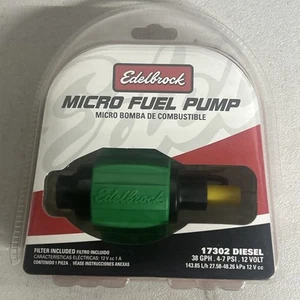 Edelbrock
MICRO FUEL PUMP
MICRO BOMBA DE COMBUSTIBLE
Edelbrock
FILTER INCLUDED FILTRO INCLUIDO
CARACTERISTICAS ELÉCTRICAS: 12 V cc 1 A
CONTENIDO 1 PIEZA VÉASE INSTRUCCIONES ANEXAS
17302 DIESEL
38 GPH . 4-7 PSI . 12 VOLT
143.85 L/h 27.58-48.26 kPa 12 V cc